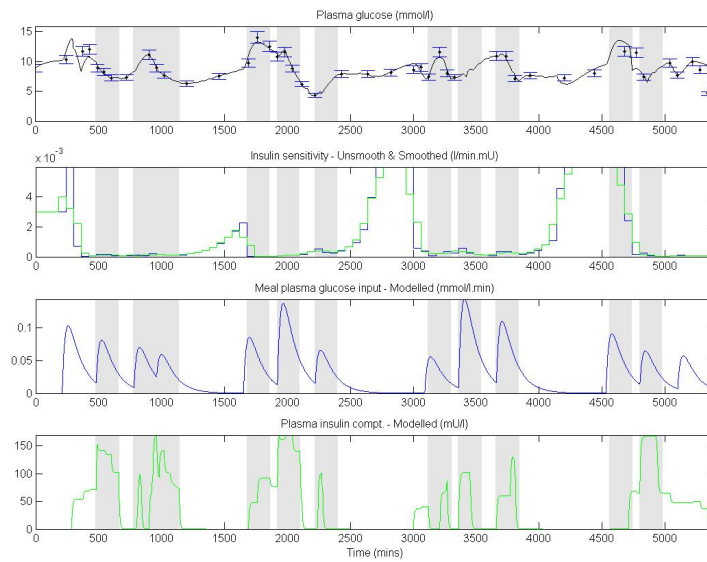 Plasma glucose (mmol/l)
15
10
5
0
0 500 1000 1500 2000 2500 3000 3500 4000 4500 5000
x 10-3
Insulin sensitivity - Unsmooth & Smoothed (l/min.mU)
4
2
0
0 500 1000 1500 2000 2500 3000 3500 4000 4500 5000
Meal plasma glucose input - Modelled (mmol/l.min)
0.1
0.05
0
0 500 1000 1500 2000 2500 3000 3500 4000 4500 5000
Plasma insulin compt. - Modelled (mU/l)
150
100
50
0
0 500 1000 1500 2000 2500 3000 3500 4000 4500 5000
Time (mins)